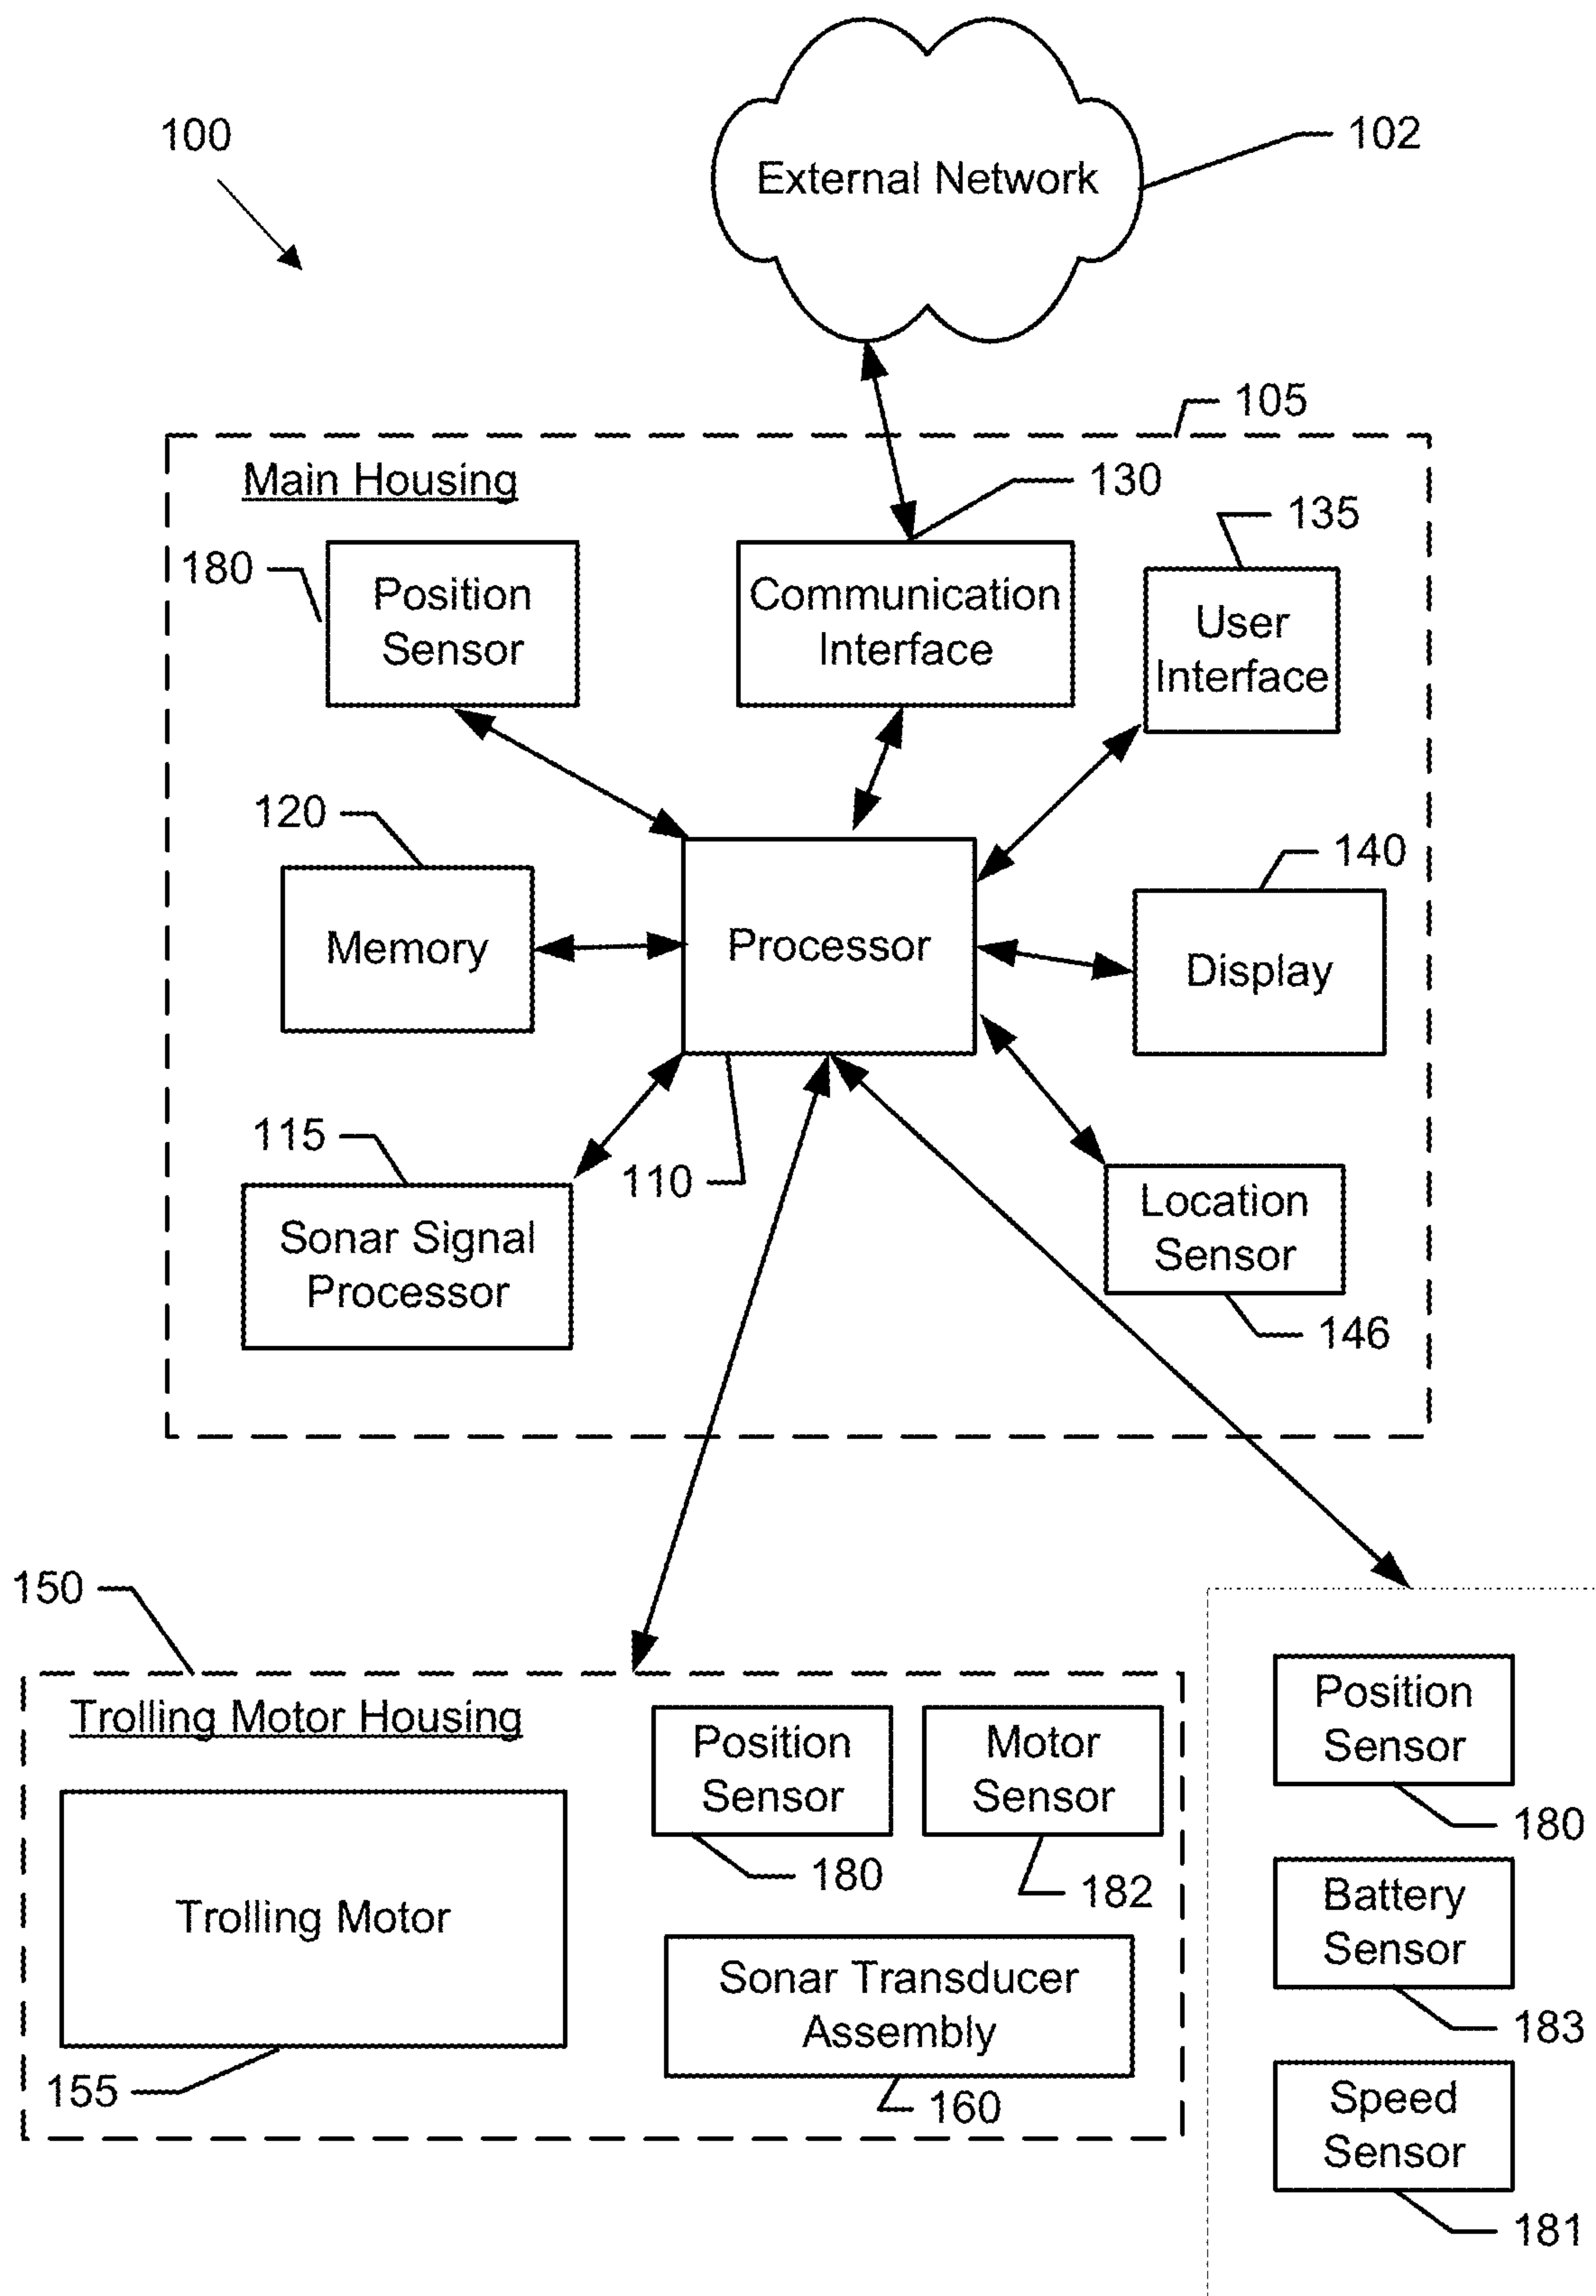 100
External Network
102
105
Main Housing
130
135
180
Position
Sensor
Communication
Interface
User
Interface
120
140
Memory
Processor
Display
115
110
Sonar Signal
Processor
Location
Sensor
146
150
Trolling Motor Housing
Position
Sensor
180
Motor
Sensor
182
Trolling Motor
155
Sonar Transducer
Assembly
160
Position
Sensor
180
Battery
Sensor
183
Speed
Sensor
181